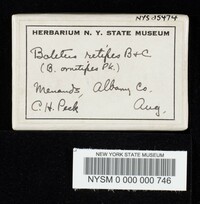 NYS:15474
HERBARIUM N. Y. STATE MUSEUM
Boletus retipes B+C
(B. ornatipes Pk.)
Menands, Albany Co.
C. H. Peck Aug.
NEW YORK STATE MUSEUM
NYSM 0 000 000 746